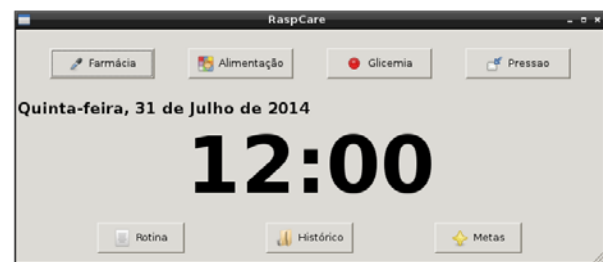 RaspCare
Farmácia Alimentação Glicemia Pressao
Quinta-feira, 31 de Julho de 2014
12:00
Rotina Histórico Metas